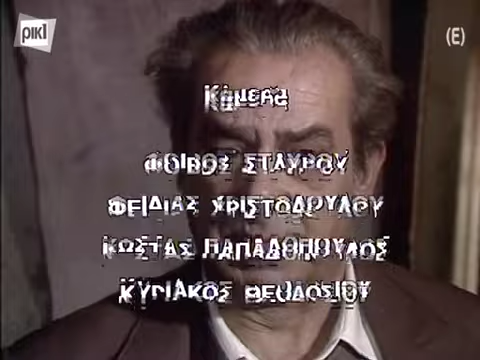 ΡΙΚ1
(E)
Κάμερα
ΦΟΙΒΟΣ ΣΤΑΥΡΟΥ
ΦΕΙΔΙΑΣ ΧΡΙΣΤΟΔΟΥΛΟΥ
ΚΩΣΤΑΣ ΠΑΠΑΔΟΠΟΥΛΟΣ
ΚΥΡΙΑΚΟΣ ΘΕΟΔΟΣΙΟΥ